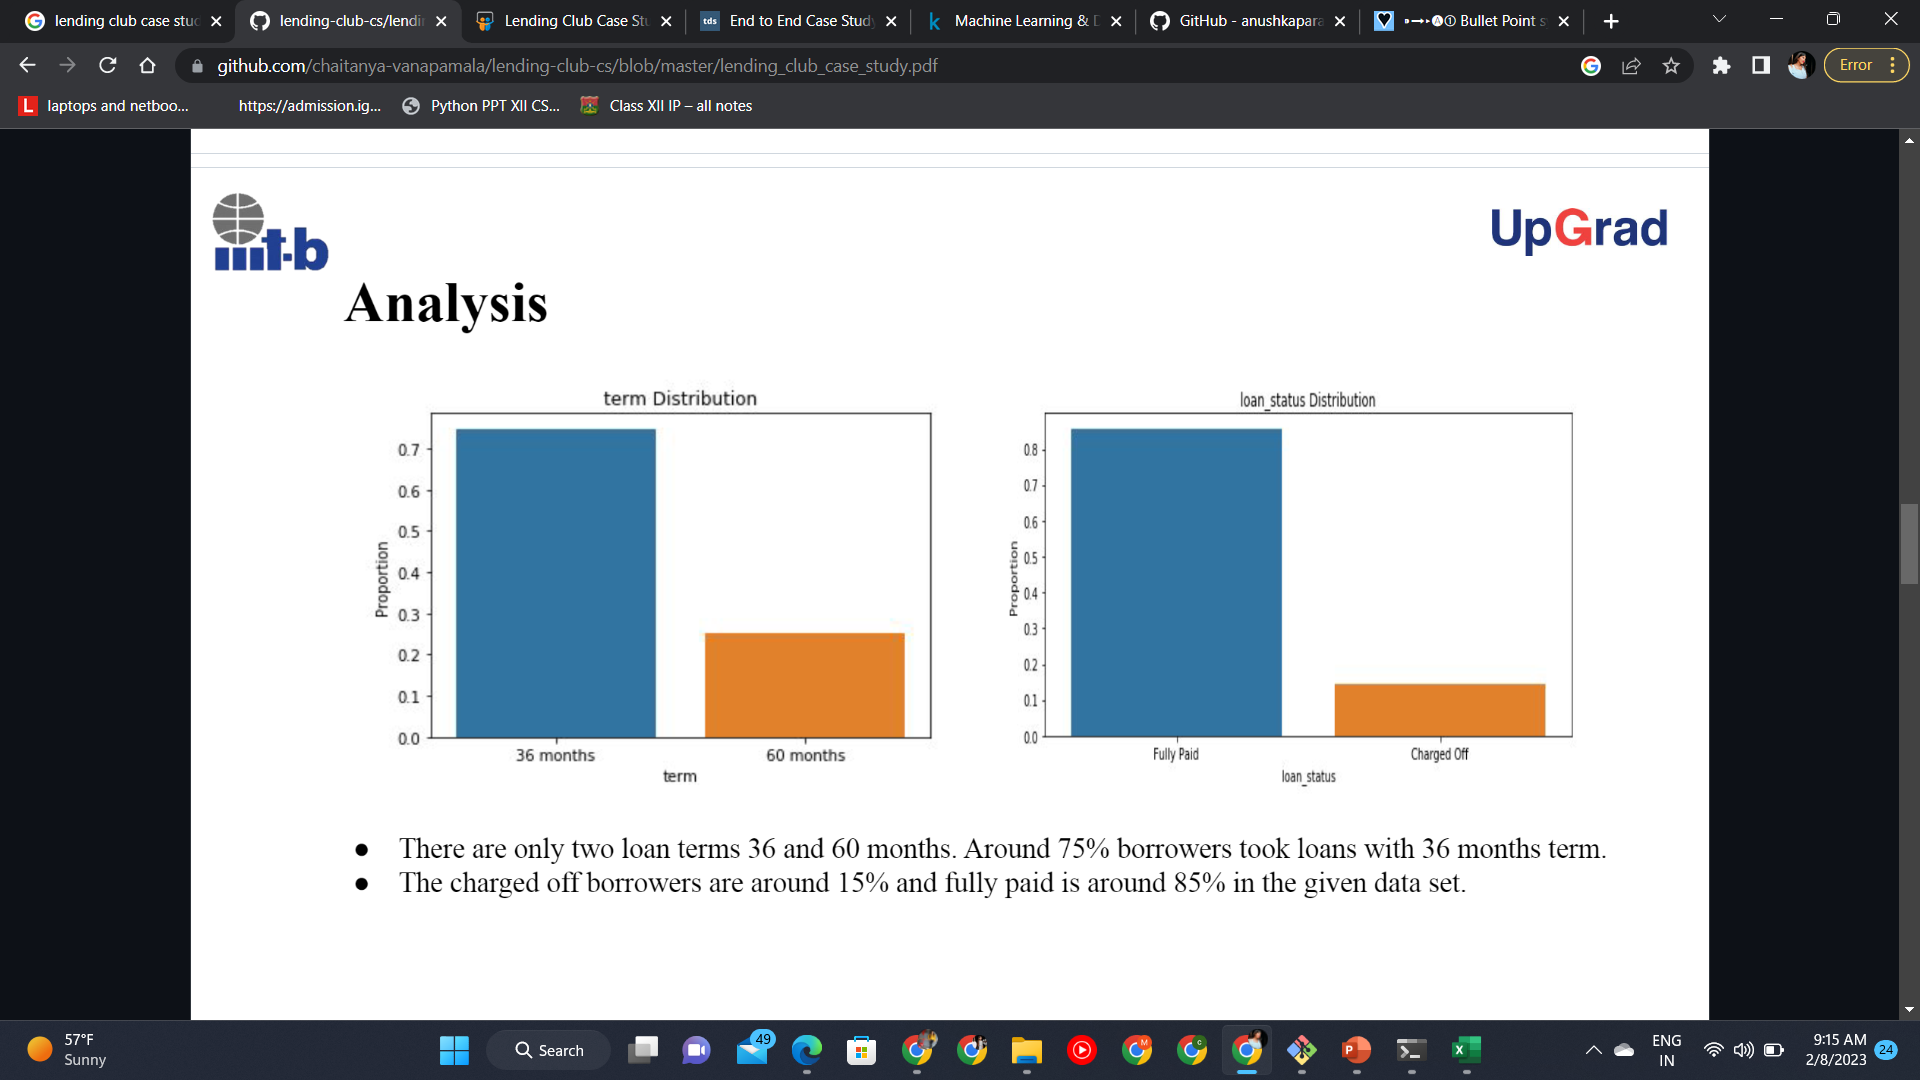 lending club case stud
lending-club-cs/lendin
Lending Club Case Stu
tds
End to End Case Study
k
Machine Learning & D
GitHub - anushkapara
Bullet Point s
github.com/chaitanya-vanapamala/lending-club-cs/blob/master/lending_club_case_study.pdf
Error
L
laptops and netboo...
https://admission.ig...
Python PPT XII CS...
Class XII IP – all notes
iiit-b
UpGrad
Analysis
term Distribution
0.7
0.6
0.5
0.4
0.3
0.2
0.1
0.0
Proportion
36 months
60 months
term
loan_status Distribution
0.8
0.7
0.6
0.5
0.4
0.3
0.2
0.1
0.0
Proportion
Fully Paid
Charged Off
loan_status
● There are only two loan terms 36 and 60 months. Around 75% borrowers took loans with 36 months term.
● The charged off borrowers are around 15% and fully paid is around 85% in the given data set.
57°F
Sunny
Search
49
ENG
IN
9:15 AM
2/8/2023
24